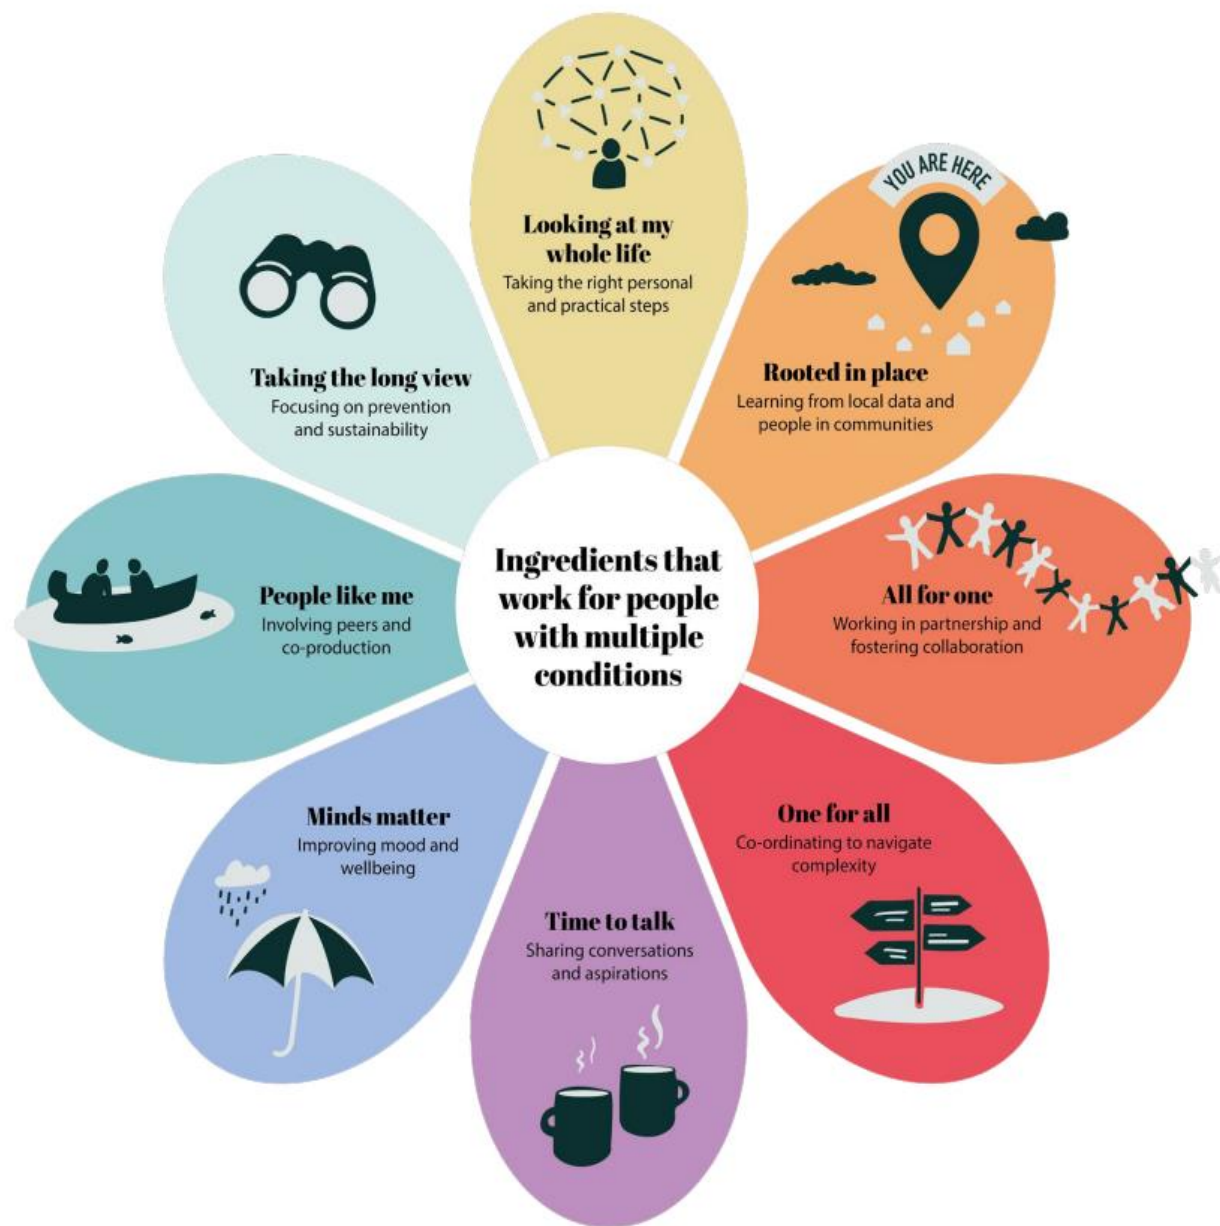 Looking at my
whole life
Taking the right personal
and practical steps
YOU ARE HERE
Rooted in place
Learning from local data and
people in communities
All for one
Working in partnership and
fostering collaboration
One for all
Co-ordinating to navigate
complexity
Time to talk
Sharing conversations
and aspirations
Minds matter
Improving mood and
wellbeing
People like me
Involving peers and
co-production
Taking the long view
Focusing on prevention
and sustainability
Ingredients that
work for people
with multiple
conditions